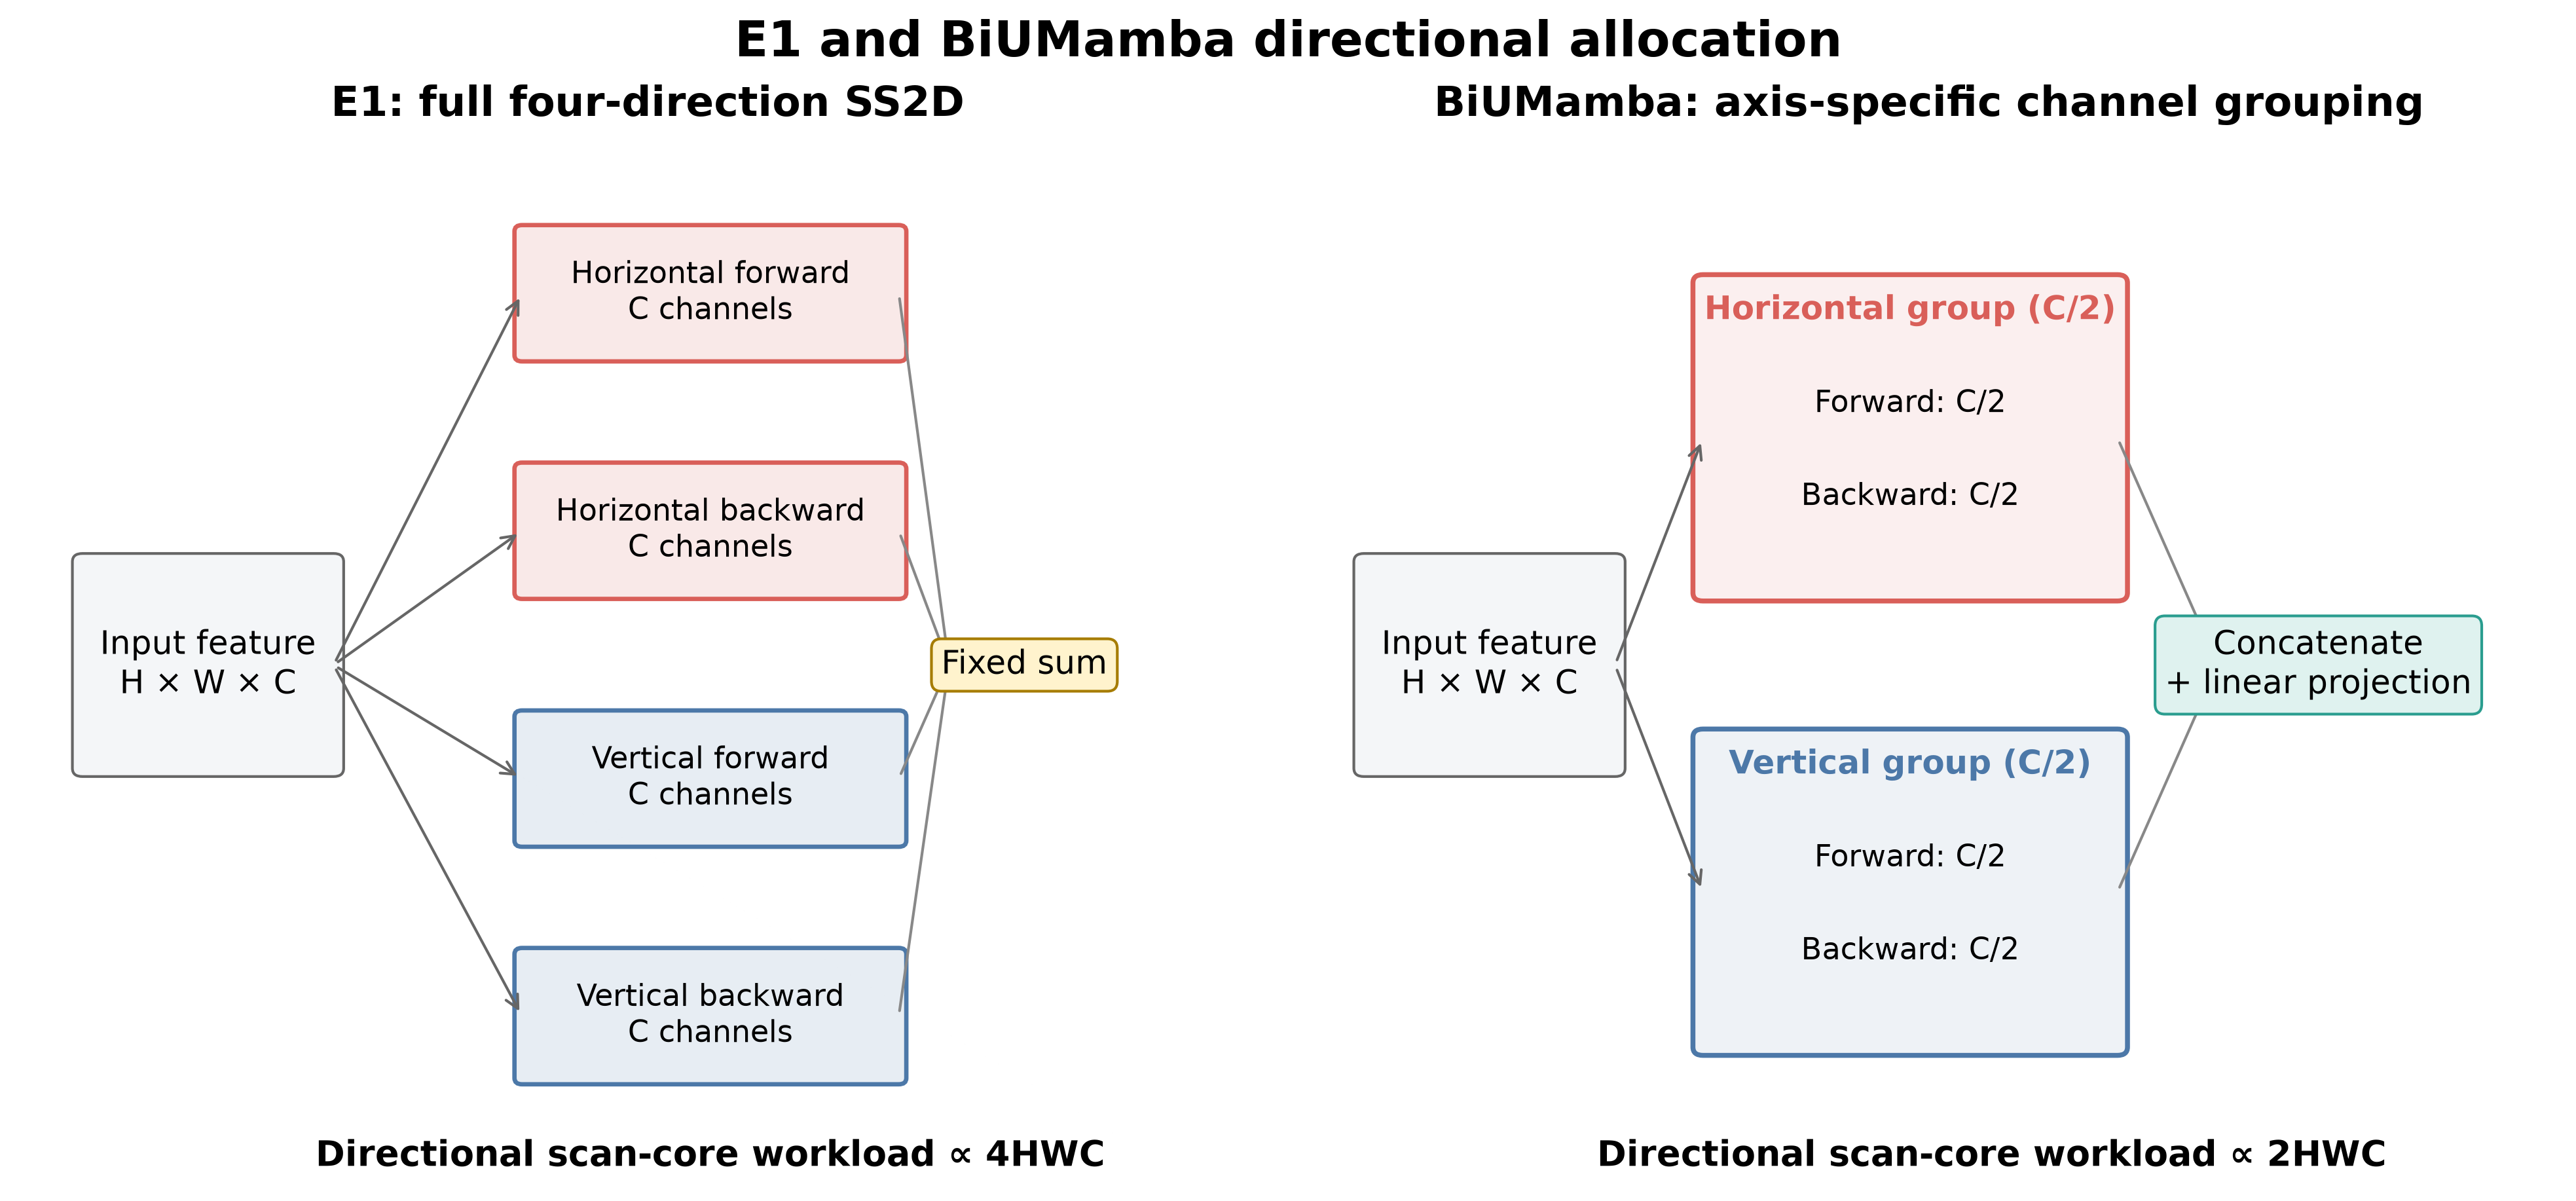 E1 and BiUMamba directional allocation
E1: full four-direction SS2D
Input feature
H × W × C
Horizontal forward
C channels
Horizontal backward
C channels
Vertical forward
C channels
Vertical backward
C channels
Fixed sum
Directional scan-core workload ∝ 4HWC
BiUMamba: axis-specific channel grouping
Input feature
H × W × C
Horizontal group (C/2)
Forward: C/2
Backward: C/2
Vertical group (C/2)
Forward: C/2
Backward: C/2
Concatenate
+ linear projection
Directional scan-core workload ∝ 2HWC